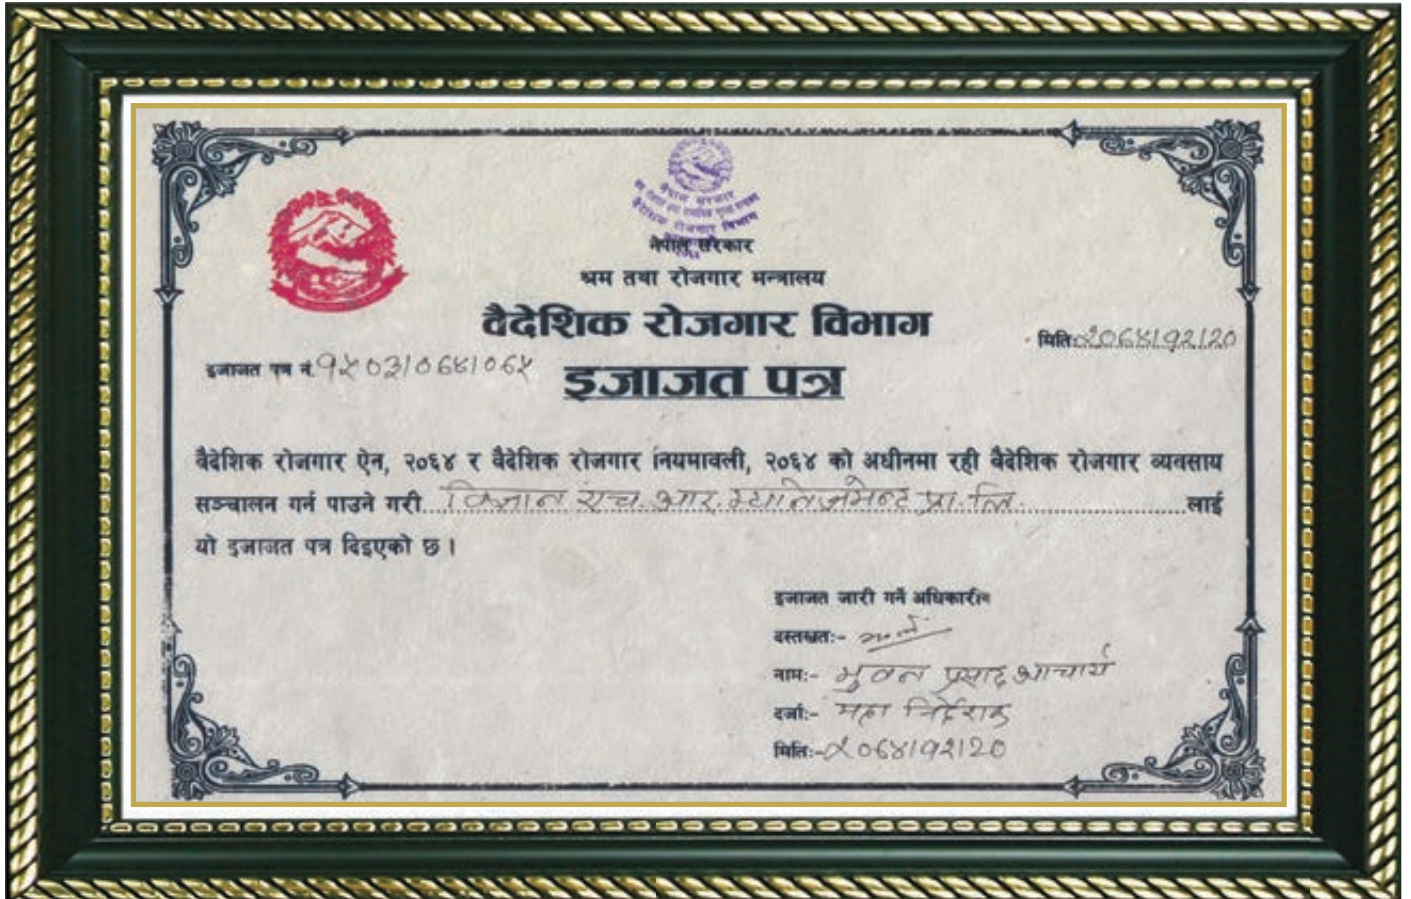 नेपाल सरकार
वैदेशिक रोजगार विभाग
नेपाल सरकार
श्रम तथा रोजगार मन्त्रालय
वैदेशिक रोजगार विभाग
मिति:- २०६४।१२।२०
इजाजत पत्र नं. १५०३।०६४।०६५
इजाजत पत्र
वैदेशिक रोजगार ऐन, २०६४ र वैदेशिक रोजगार नियमावली, २०६४ को अधीनमा रही वैदेशिक रोजगार व्यवसाय
सञ्चालन गर्न पाउने गरी एच. आर. म्यानेजमेन्ट प्रा. लि. लाई
यो इजाजत पत्र दिइएको छ ।
इजाजत जारी गर्ने अधिकारीः
दस्तखतः-
नामः- भुवन प्रसाद आचार्य
दर्जाः- महा निर्देशक
मितिः- २०६४।१२।२०